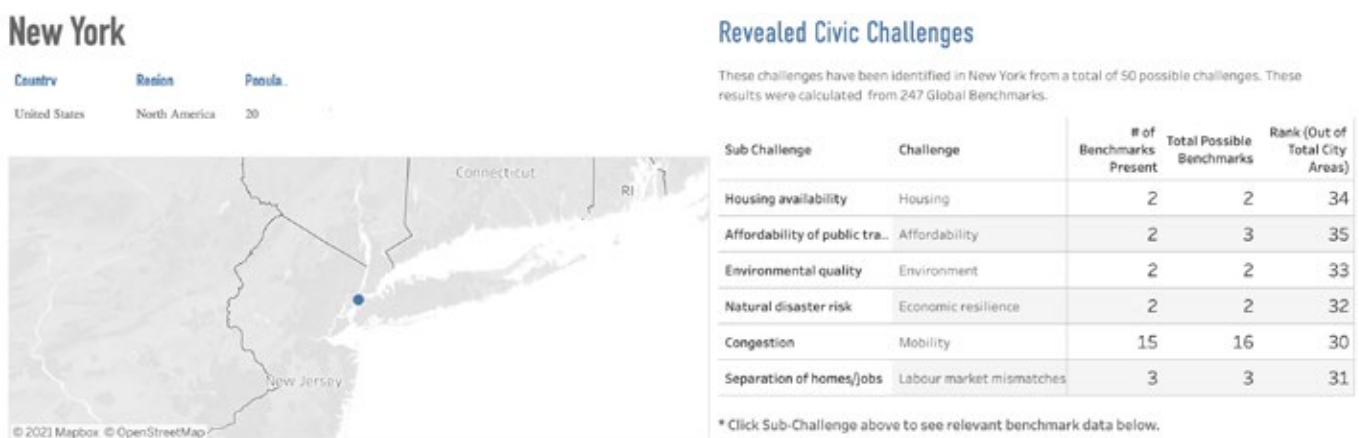 New York
Country Region Popula..
United States North America 20
Connecticut
RI
New Jersey
© 2021 Mapbox © OpenStreetMap
Revealed Civic Challenges
These challenges have been identified in New York from a total of 50 possible challenges. These
results were calculated from 247 Global Benchmarks.
Sub Challenge Challenge # of Benchmarks Present Total Possible Benchmarks Rank (Out of Total City Areas)
Housing availability Housing 2 2 34
Affordability of public tra.. Affordability 2 3 35
Environmental quality Environment 2 2 33
Natural disaster risk Economic resilience 2 2 32
Congestion Mobility 15 16 30
Separation of homes/jobs Labour market mismatches 3 3 31
* Click Sub-Challenge above to see relevant benchmark data below.